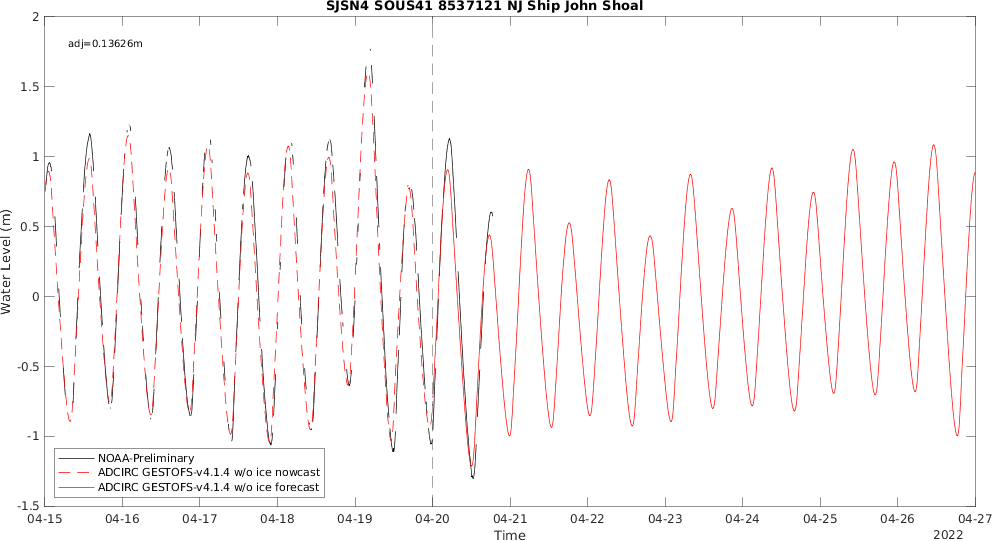 SJSN4 SOUS41 8537121 NJ Ship John Shoal
adj=0.13626m
2
1.5
1
0.5
0
-0.5
-1
-1.5
Water Level (m)
NOAA-Preliminary
ADCIRC GESTOFS-v4.1.4 w/o ice nowcast
ADCIRC GESTOFS-v4.1.4 w/o ice forecast
04-15 04-16 04-17 04-18 04-19 04-20 04-21 04-22 04-23 04-24 04-25 04-26 04-27
Time
2022